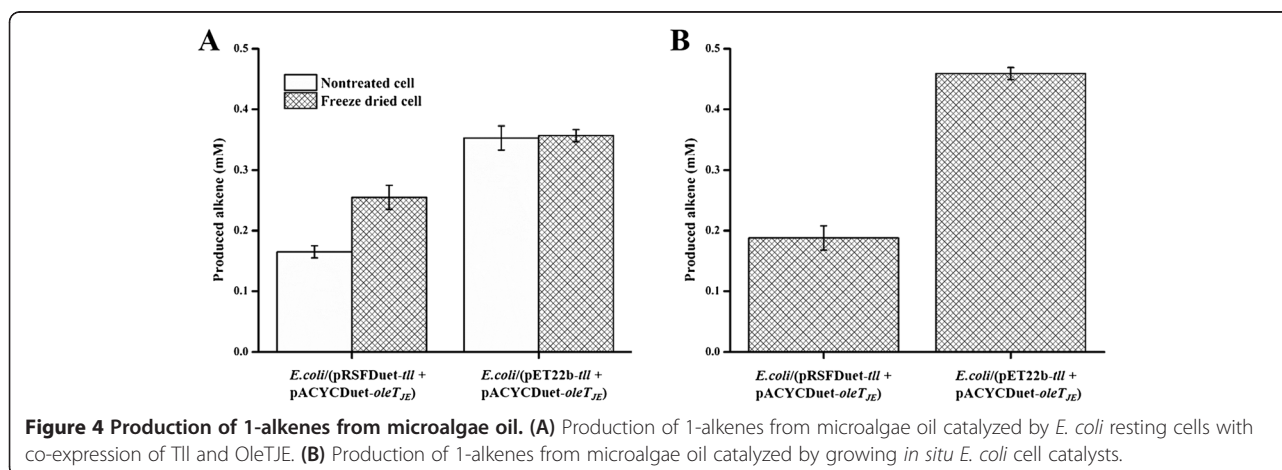 A
Produced alkene (mM)
0.5
0.4
0.3
0.2
0.1
0.0
Nontreated cell
Freeze dried cell
E.coli/(pRSFDuet-tll +
pACYCDuet-oleT_JE)
E.coli/(pET22b-tll +
pACYCDuet-oleT_JE)
B
Produced alkene (mM)
0.5
0.4
0.3
0.2
0.1
0.0
E.coli/(pRSFDuet-tll +
pACYCDuet-oleT_JE)
E.coli/(pET22b-tll +
pACYCDuet-oleT_JE)
Figure 4 Production of 1-alkenes from microalgae oil. (A) Production of 1-alkenes from microalgae oil catalyzed by E. coli resting cells with
co-expression of Tll and OleTJE. (B) Production of 1-alkenes from microalgae oil catalyzed by growing in situ E. coli cell catalysts.